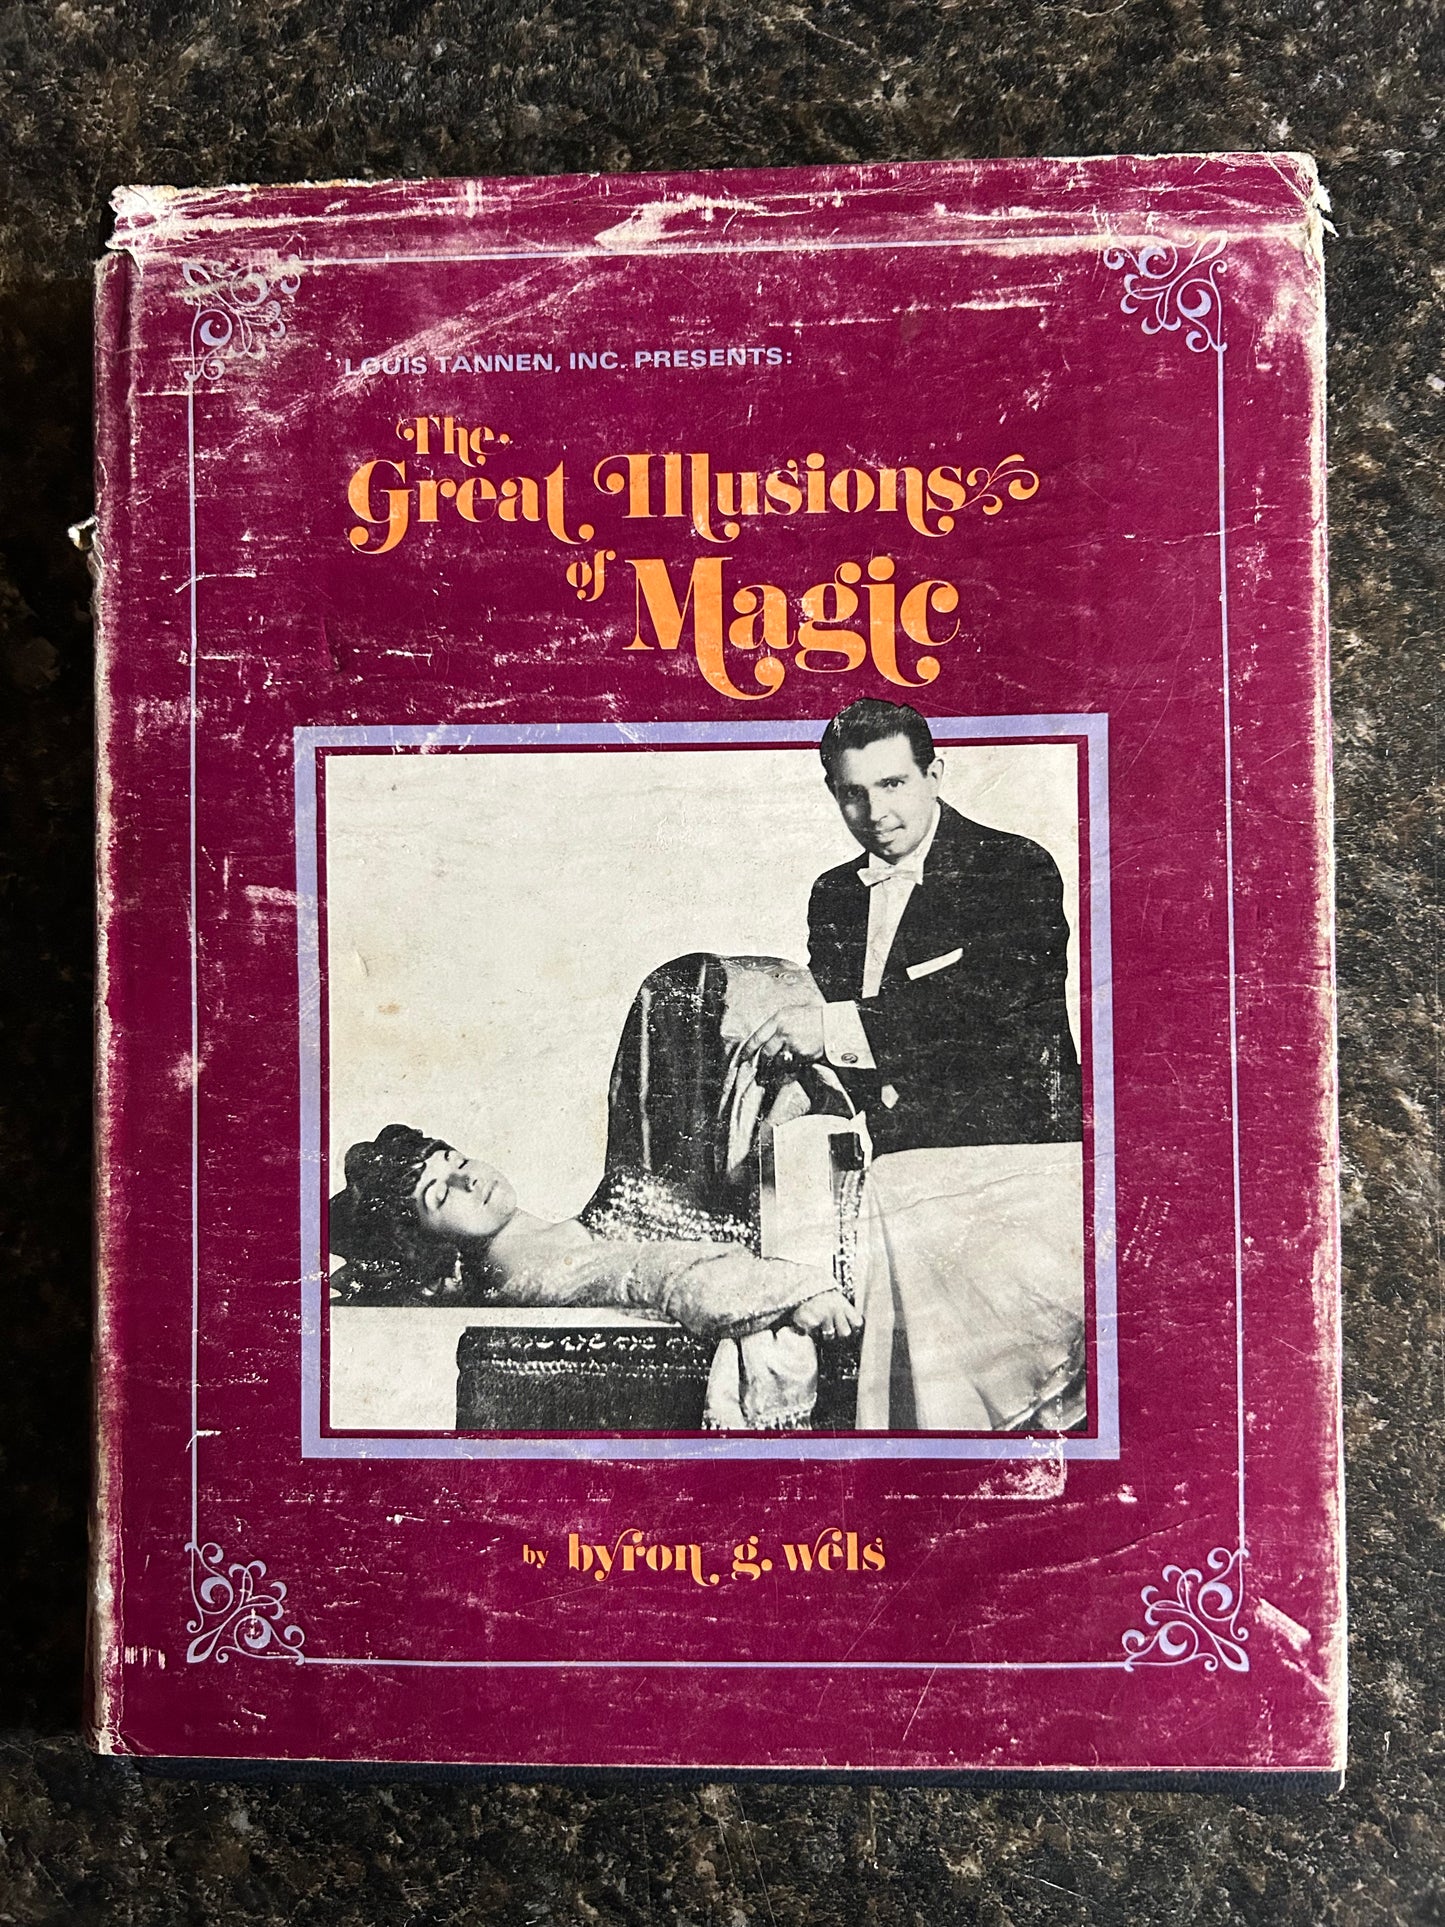 LOUIS TANNEN, INC. PRESENTS:
The
Great Illusions
of Magic
by byron g. wels